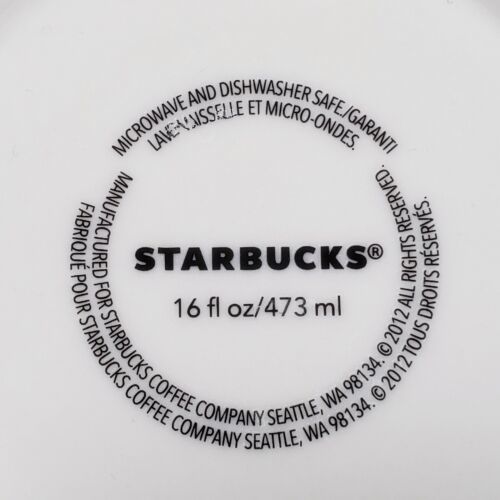 MICROWAVE AND DISHWASHER SAFE/GARANTI
LAVE-VAISSELLE ET MICRO-ONDES.
STARBUCKS®
16 fl oz/473 ml
MANUFACTURED FOR STARBUCKS COFFEE COMPANY SEATTLE, WA 98134. © 2012 ALL RIGHTS RESERVED.
FABRIQUÉ POUR STARBUCKS COFFEE COMPANY SEATTLE, WA 98134. © 2012 TOUS DROITS RÉSERVÉS.